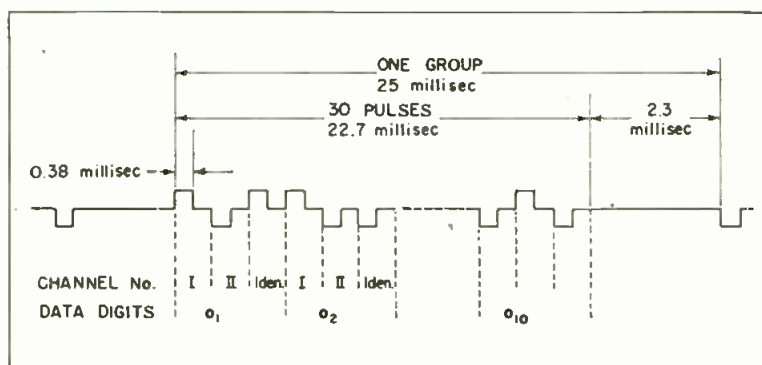 ONE GROUP
25 millisec
30 PULSES
22.7 millisec
2.3
millisec
0.38 millisec
CHANNEL No. I II Iden. I II Iden.
DATA DIGITS o₁ o₂ o₁₀